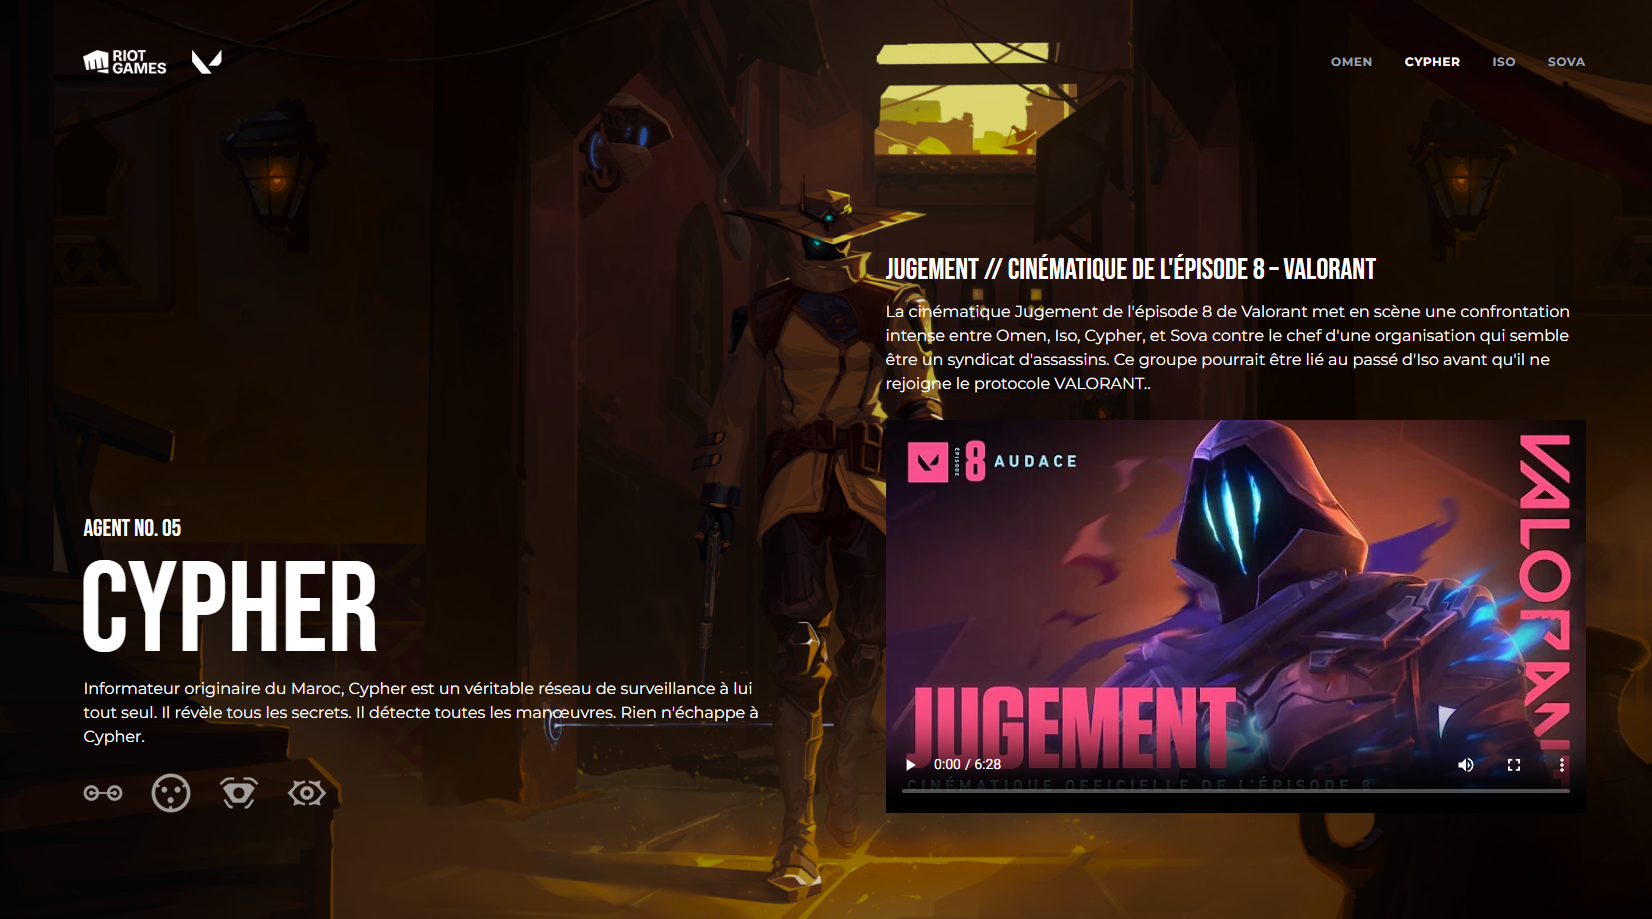 RIOT
GAMES
OMEN CYPHER ISO SOVA
JUGEMENT // CINÉMATIQUE DE L'ÉPISODE 8 – VALORANT
La cinématique Jugement de l'épisode 8 de Valorant met en scène une confrontation
intense entre Omen, Iso, Cypher, et Sova contre le chef d'une organisation qui semble
être un syndicat d'assassins. Ce groupe pourrait être lié au passé d'Iso avant qu'il ne
rejoigne le protocole VALORANT..
ÉPISODE 8 AUDACE
VALORANT
JUGEMENT
0:00 / 6:28
CINÉMATIQUE OFFICIELLE DE L'ÉPISODE 8
AGENT NO. 05
CYPHER
Informateur originaire du Maroc, Cypher est un véritable réseau de surveillance à lui
tout seul. Il révèle tous les secrets. Il détecte toutes les manœuvres. Rien n'échappe à
Cypher.